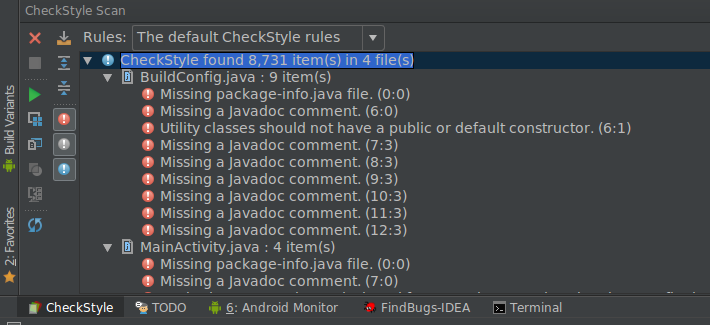 CheckStyle Scan
Rules: The default CheckStyle rules
CheckStyle found 8,731 item(s) in 4 file(s)
BuildConfig.java : 9 item(s)
Missing package-info.java file. (0:0)
Missing a Javadoc comment. (6:0)
Utility classes should not have a public or default constructor. (6:1)
Missing a Javadoc comment. (7:3)
Missing a Javadoc comment. (8:3)
Missing a Javadoc comment. (9:3)
Missing a Javadoc comment. (10:3)
Missing a Javadoc comment. (11:3)
Missing a Javadoc comment. (12:3)
MainActivity.java : 4 item(s)
Missing package-info.java file. (0:0)
Missing a Javadoc comment. (7:0)
Build Variants
2: Favorites
CheckStyle
TODO
6: Android Monitor
FindBugs-IDEA
Terminal